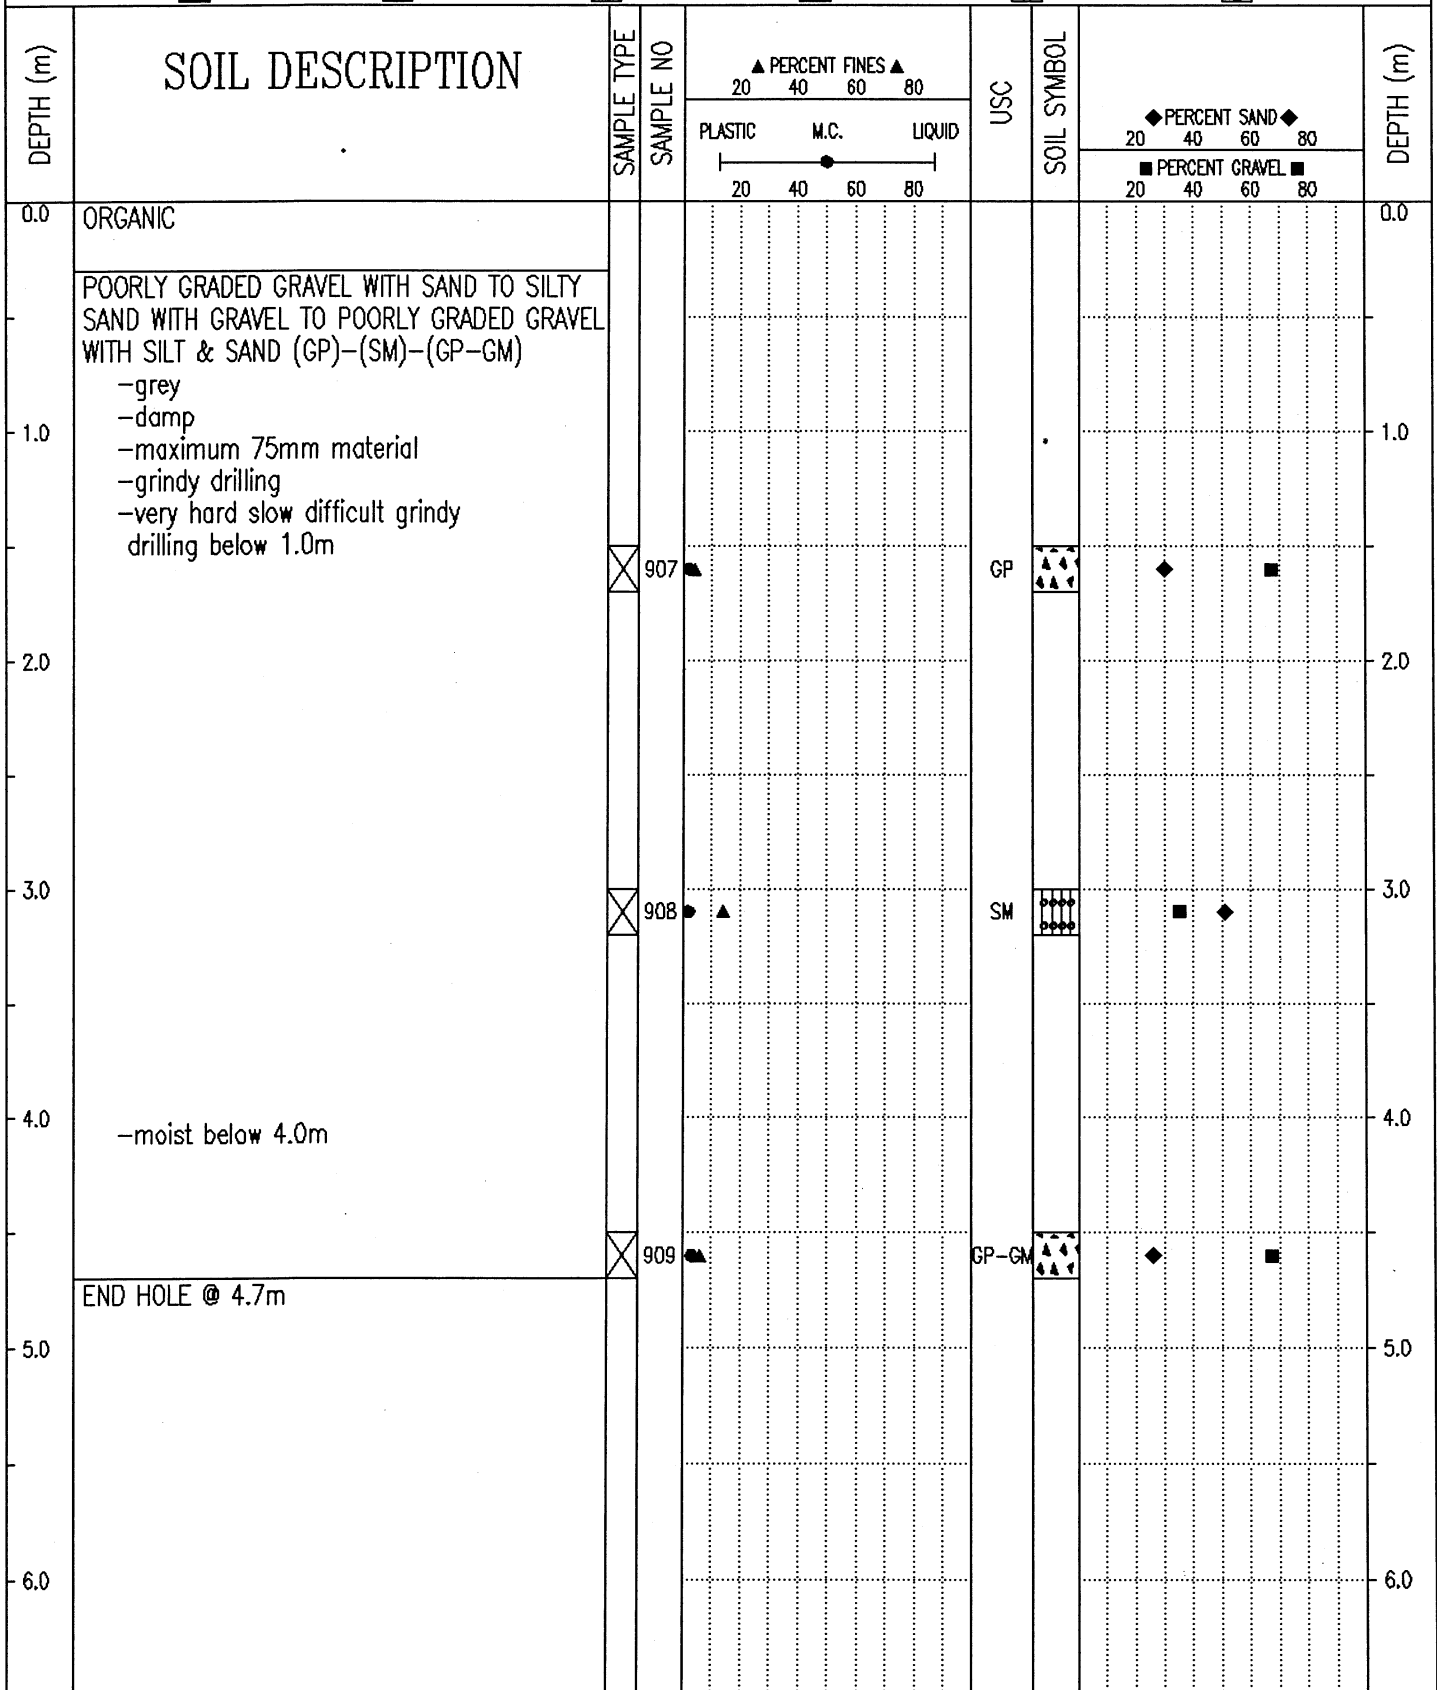 DEPTH (m)
SOIL DESCRIPTION
SAMPLE TYPE
SAMPLE NO
▲ PERCENT FINES ▲
20 40 60 80
PLASTIC M.C. LIQUID
20 40 60 80
USC
SOIL SYMBOL
◆PERCENT SAND◆
20 40 60 80
■ PERCENT GRAVEL ■
20 40 60 80
DEPTH (m)
0.0 ORGANIC 0.0
POORLY GRADED GRAVEL WITH SAND TO SILTY
SAND WITH GRAVEL TO POORLY GRADED GRAVEL
WITH SILT & SAND (GP)-(SM)-(GP-GM)
-grey
-damp
1.0 1.0
-maximum 75mm material
-grindy drilling
-very hard slow difficult grindy
drilling below 1.0m
907 GP
2.0 2.0
3.0 3.0
908 SM
4.0 4.0
-moist below 4.0m
909 GP-GM
END HOLE @ 4.7m
5.0 5.0
6.0 6.0